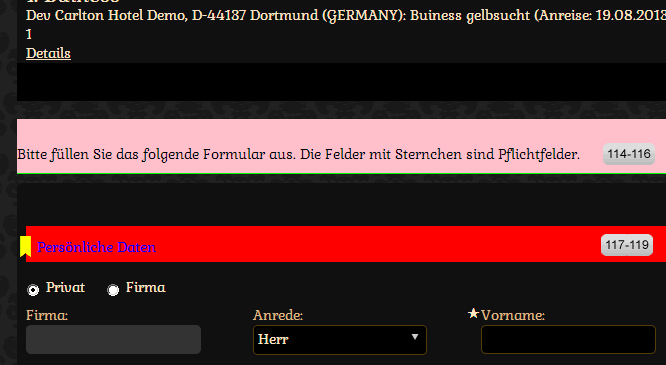 Dev Carlton Hotel Demo, D-44137 Dortmund (GERMANY): Buiness gelbsucht (Anreise: 19.08.2013
1
Details
Bitte füllen Sie das folgende Formular aus. Die Felder mit Sternchen sind Pflichtfelder. 114-116
Persönliche Daten 117-119
Privat Firma
Firma: Anrede: Vorname:
Herr